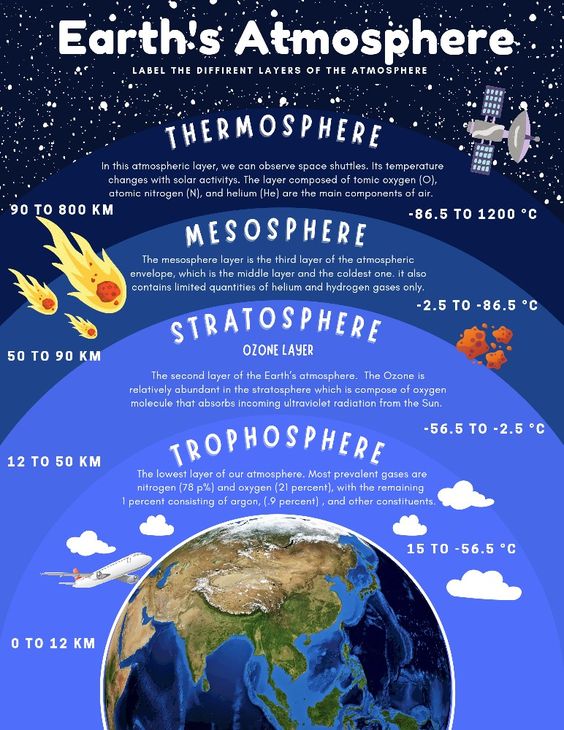 Earth's Atmosphere
LABEL THE DIFFIRENT LAYERS OF THE ATMOSPHERE
THERMOSPHERE
In this atmospheric layer, we can observe space shuttles. Its temperature
changes with solar activitys. The layer composed of tomic oxygen (O),
atomic nitrogen (N), and helium (He) are the main components of air.
90 TO 800 KM
-86.5 TO 1200 °C
MESOSPHERE
The mesosphere layer is the third layer of the atmospheric
envelope, which is the middle layer and the coldest one. it also
contains limited quantities of helium and hydrogen gases only.
-2.5 TO -86.5 °C
STRATOSPHERE
OZONE LAYER
50 TO 90 KM
The second layer of the Earth's atmosphere. The Ozone is
relatively abundant in the stratosphere which is compose of oxygen
molecule that absorbs incoming ultraviolet radiation from the Sun.
-56.5 TO -2.5 °C
TROPHOSPHERE
12 TO 50 KM
The lowest layer of our atmosphere. Most prevalent gases are
nitrogen (78 p%) and oxygen (21 percent), with the remaining
1 percent consisting of argon, (.9 percent) , and other constituents.
15 TO -56.5 °C
0 TO 12 KM